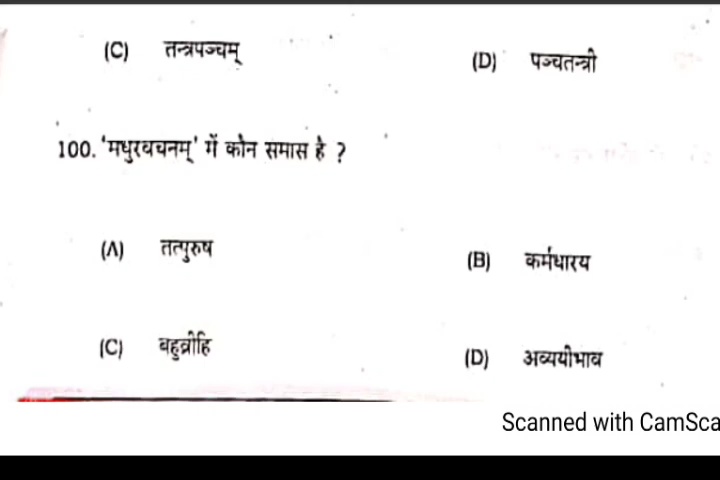 (C) तन्त्रपञ्चम् (D) पञ्चतन्त्री
100. 'मधुरवचनम्' में कौन समास है ?
(A) तत्पुरुष (B) कर्मधारय
(C) बहुव्रीहि (D) अव्ययीभाव
Scanned with CamSca